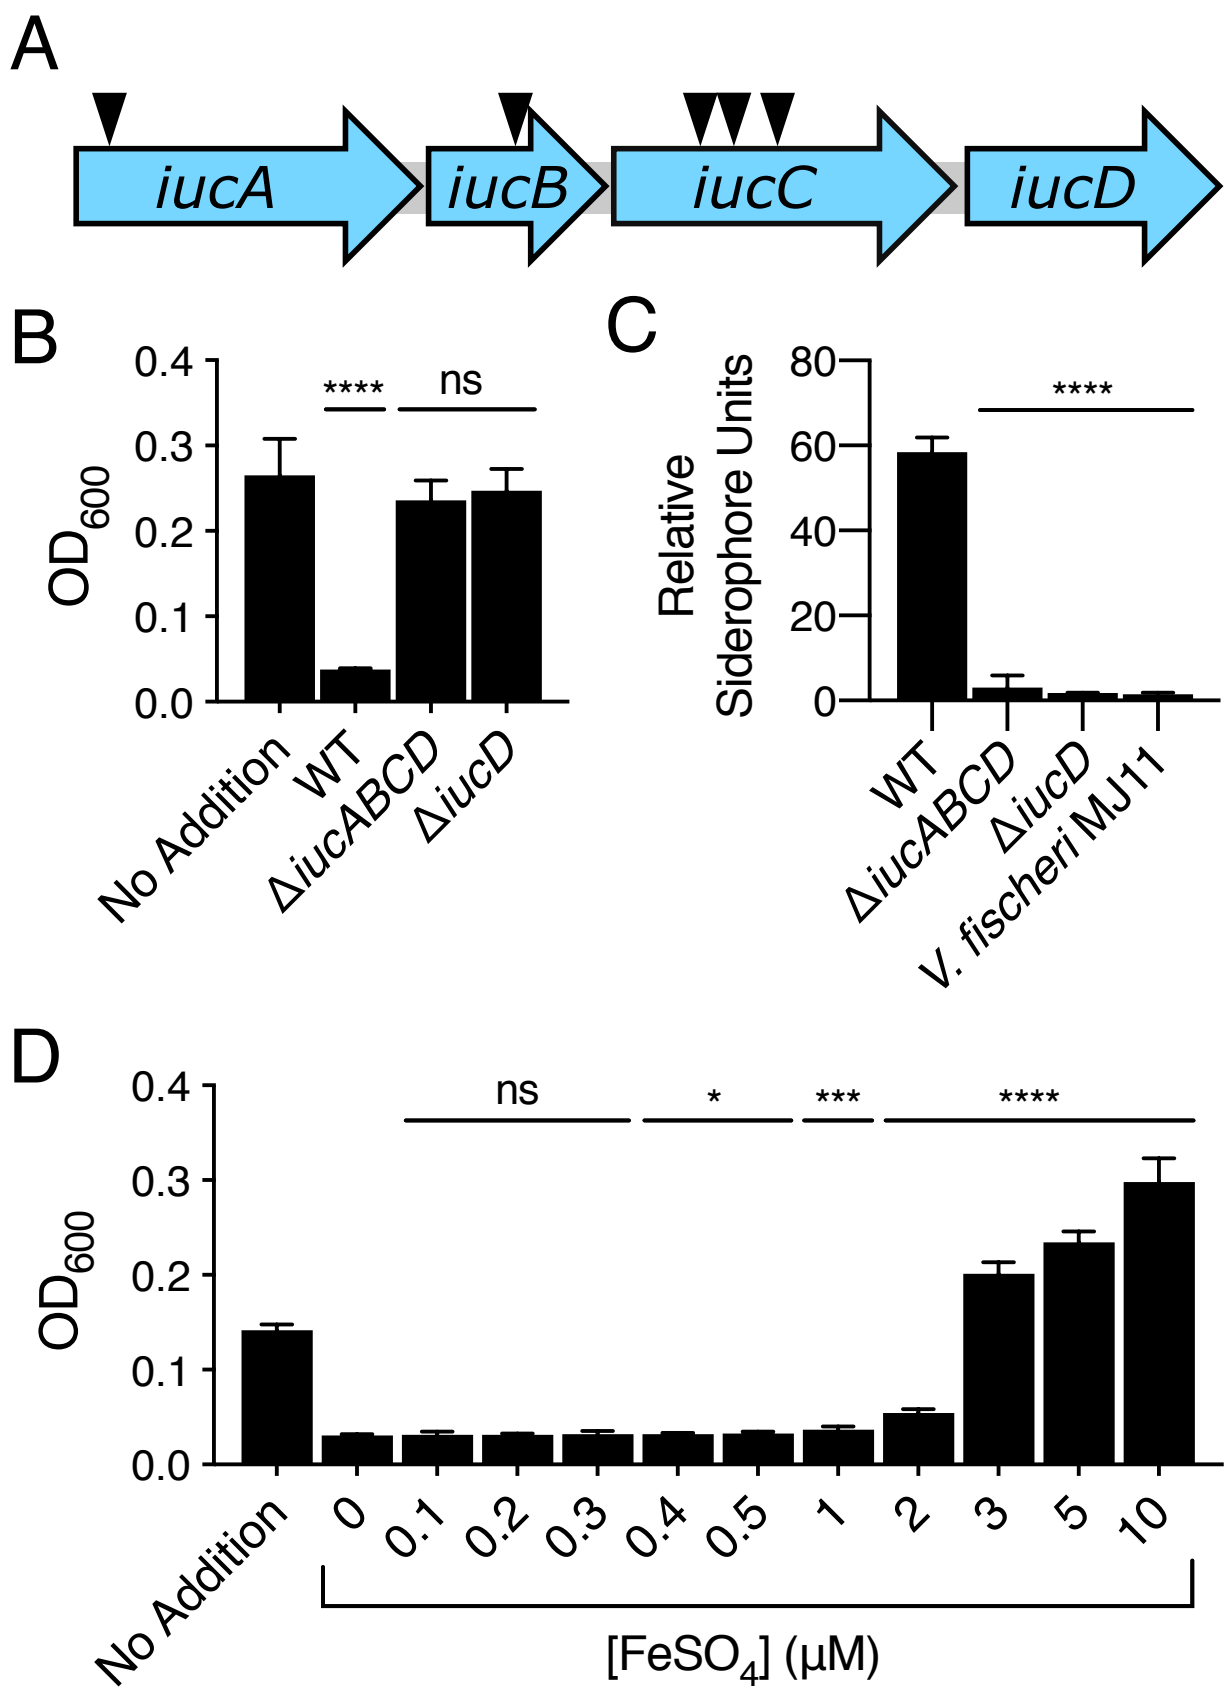 A
iucA
iucB
iucC
iucD
B
0.4
0.3
0.2
0.1
0.0
OD600
****
ns
No Addition
WT
ΔiucABCD
ΔiucD
C
80
60
40
20
0
Relative
Siderophore Units
****
WT
ΔiucABCD
ΔiucD
V. fischeri MJ11
D
0.4
0.3
0.2
0.1
0.0
OD600
ns
*
***
****
No Addition
0
0.1
0.2
0.3
0.4
0.5
1
2
3
5
10
[FeSO4] (µM)